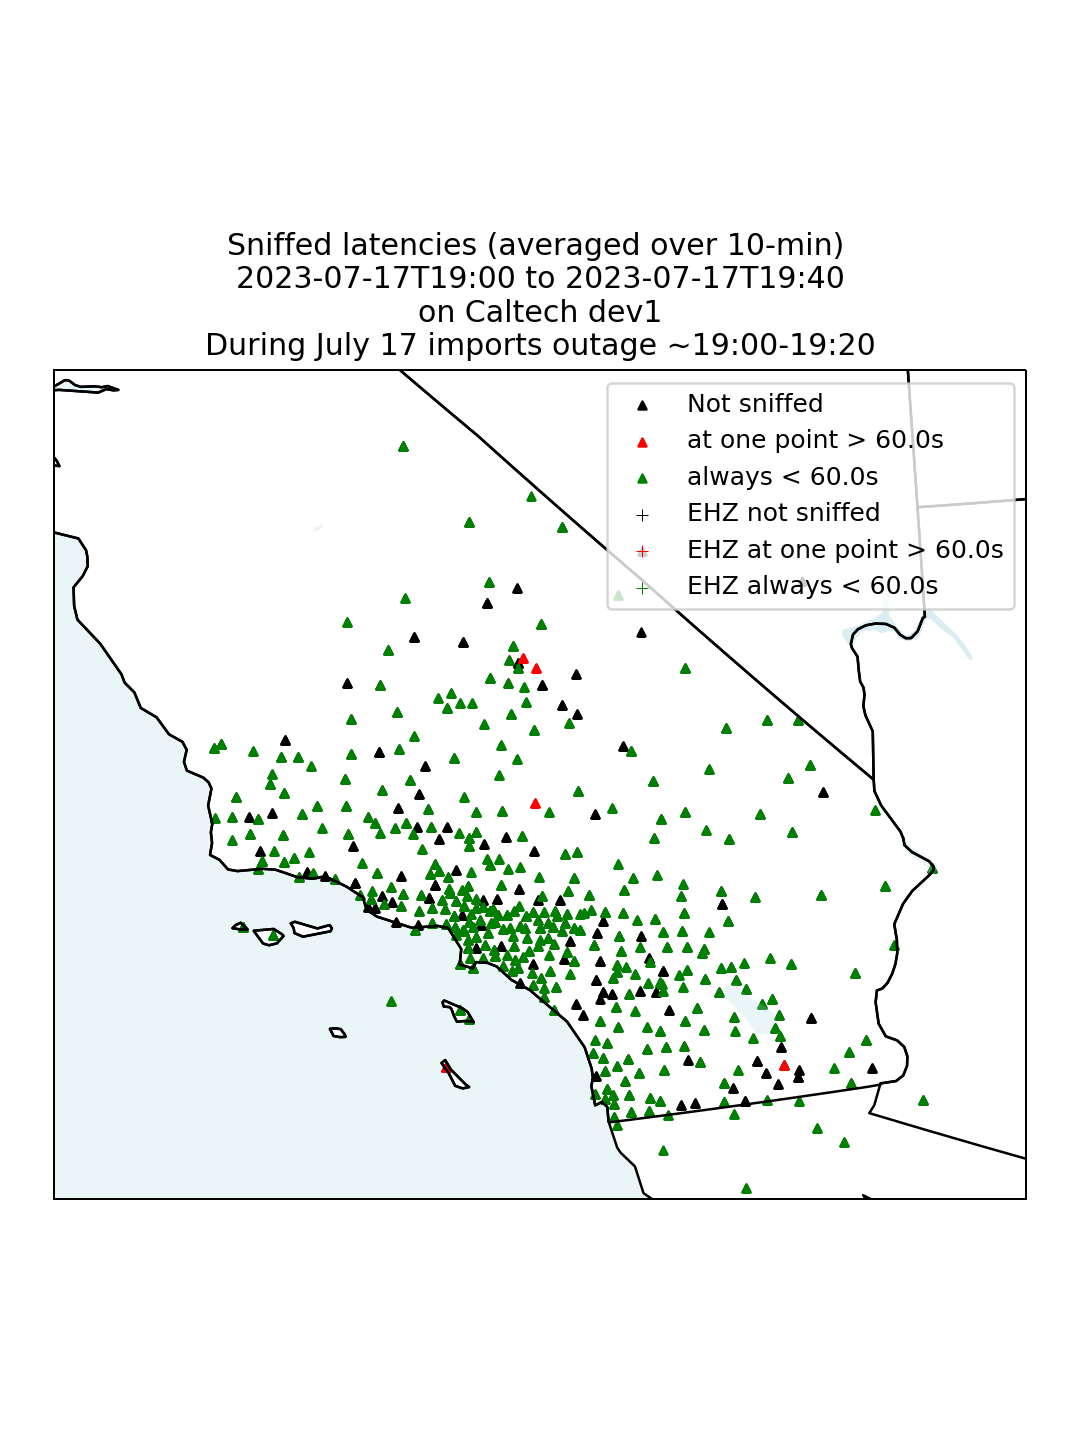 Sniffed latencies (averaged over 10-min)
2023-07-17T19:00 to 2023-07-17T19:40
on Caltech dev1
During July 17 imports outage ~19:00-19:20
Not sniffed
at one point > 60.0s
always < 60.0s
EHZ not sniffed
EHZ at one point > 60.0s
EHZ always < 60.0s